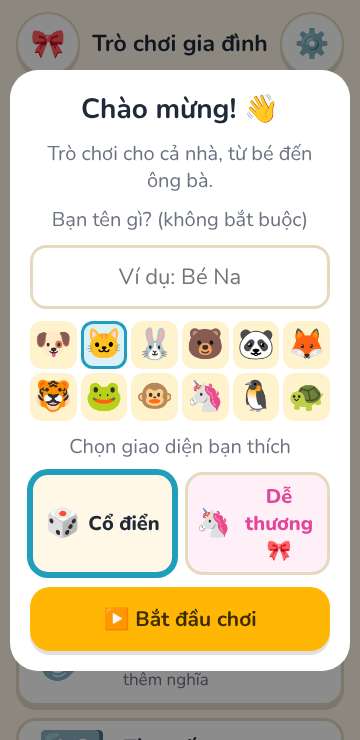 Trò chơi gia đình
Chào mừng! 👋
Trò chơi cho cả nhà, từ bé đến
ông bà.
Bạn tên gì? (không bắt buộc)
Ví dụ: Bé Na
Chọn giao diện bạn thích
Cổ điển
Dễ
thương
🎀
▶️ Bắt đầu chơi
thêm nghĩa